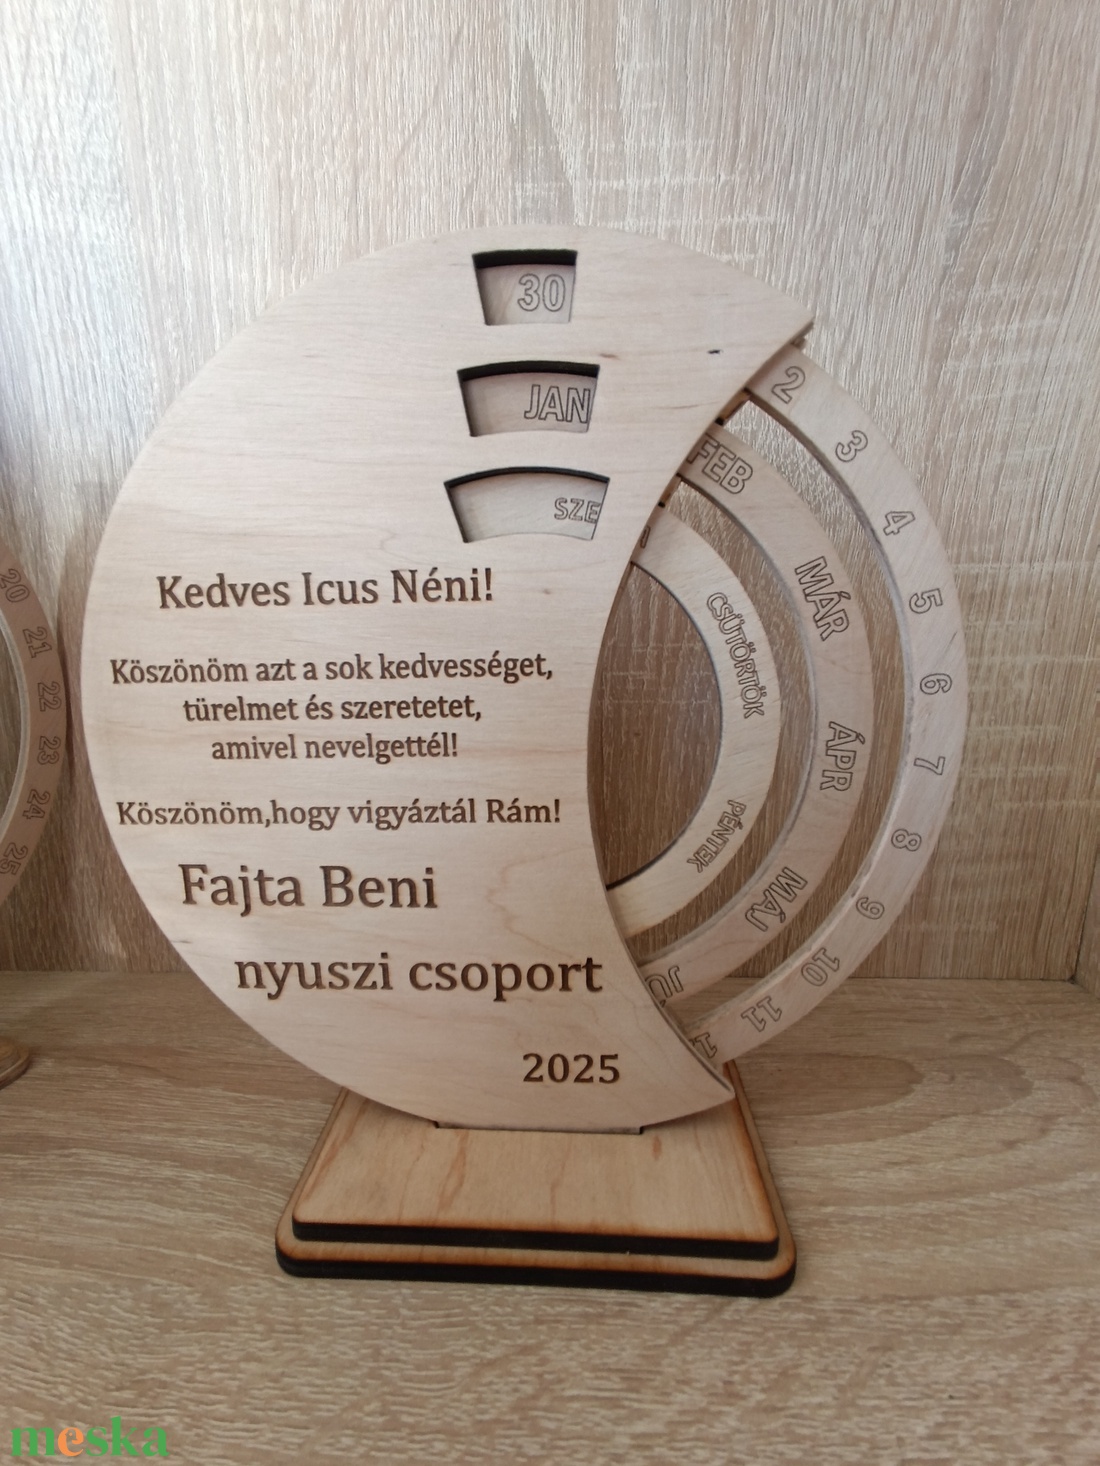 30
JAN
SZE
Kedves Icus Néni!
Köszönöm azt a sok kedvességet,
türelmet és szeretetet,
amivel nevelgettél!
Köszönöm,hogy vigyáztál Rám!
Fajta Beni
nyuszi csoport
2025
2
3
4
5
6
7
8
9
10
11
FEB
MÁR
ÁPR
MÁJ
CSÜTÖRTÖK
PÉNTEK
20
21
22
23
24
25
meska